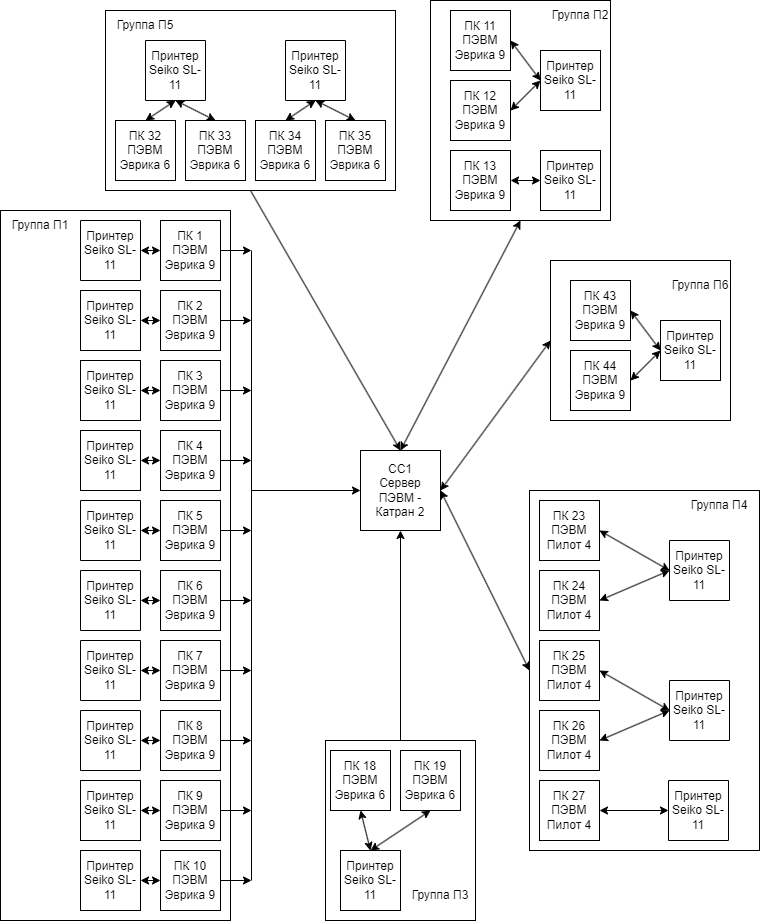 Группа П5
Принтер
Seiko SL-
11
Принтер
Seiko SL-
11
ПК 32
ПЭВМ
Эврика 6
ПК 33
ПЭВМ
Эврика 6
ПК 34
ПЭВМ
Эврика 6
ПК 35
ПЭВМ
Эврика 6
Группа П2
ПК 11
ПЭВМ
Эврика 9
ПК 12
ПЭВМ
Эврика 9
Принтер
Seiko SL-
11
ПК 13
ПЭВМ
Эврика 9
Принтер
Seiko SL-
11
Группа П1
Принтер
Seiko SL-
11
ПК 1
ПЭВМ
Эврика 9
Принтер
Seiko SL-
11
ПК 2
ПЭВМ
Эврика 9
Принтер
Seiko SL-
11
ПК 3
ПЭВМ
Эврика 9
Принтер
Seiko SL-
11
ПК 4
ПЭВМ
Эврика 9
Принтер
Seiko SL-
11
ПК 5
ПЭВМ
Эврика 9
Принтер
Seiko SL-
11
ПК 6
ПЭВМ
Эврика 9
Принтер
Seiko SL-
11
ПК 7
ПЭВМ
Эврика 9
Принтер
Seiko SL-
11
ПК 8
ПЭВМ
Эврика 9
Принтер
Seiko SL-
11
ПК 9
ПЭВМ
Эврика 9
Принтер
Seiko SL-
11
ПК 10
ПЭВМ
Эврика 9
СС1
Сервер
ПЭВМ -
Катран 2
Группа П6
ПК 43
ПЭВМ
Эврика 9
ПК 44
ПЭВМ
Эврика 9
Принтер
Seiko SL-
11
Группа П4
ПК 23
ПЭВМ
Пилот 4
ПК 24
ПЭВМ
Пилот 4
Принтер
Seiko SL-
11
ПК 25
ПЭВМ
Пилот 4
ПК 26
ПЭВМ
Пилот 4
Принтер
Seiko SL-
11
ПК 27
ПЭВМ
Пилот 4
Принтер
Seiko SL-
11
ПК 18
ПЭВМ
Эврика 6
ПК 19
ПЭВМ
Эврика 6
Принтер
Seiko SL-
11
Группа П3